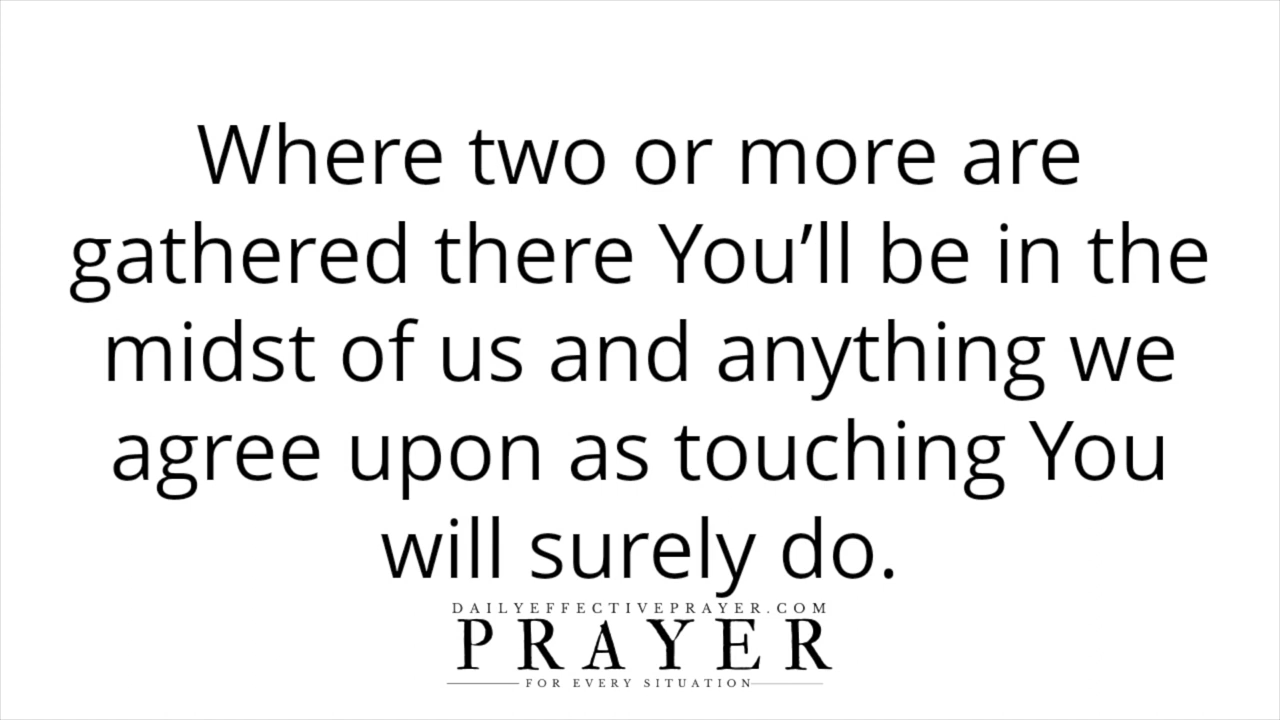 Where two or more are
gathered there You’ll be in the
midst of us and anything we
agree upon as touching You
will surely do.
DAILYEFFECTIVEPRAYER.COM
PRAYER
FOR EVERY SITUATION